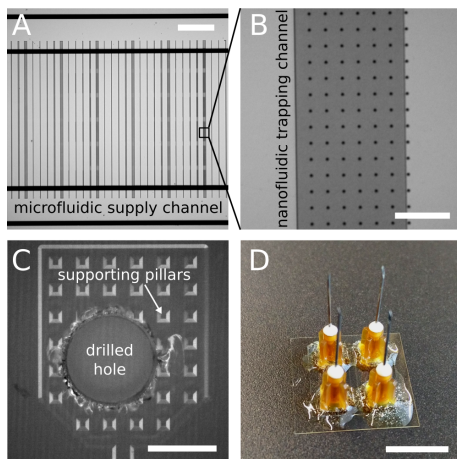 A
microfluidic supply channel
B
nanofluidic trapping channel
C
supporting pillars
drilled
hole
D